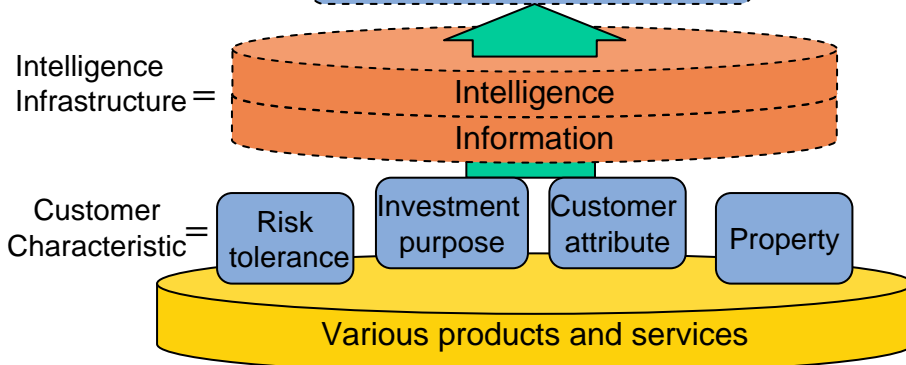 Intelligence
Infrastructure =
Intelligence
Information
Customer
Characteristic =
Risk
tolerance
Investment
purpose
Customer
attribute
Property
Various products and services